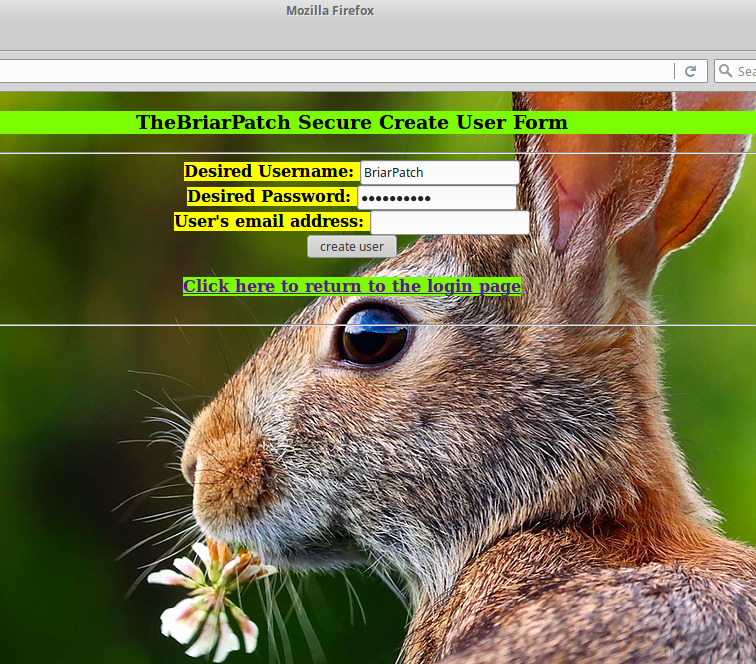 Mozilla Firefox
Sea
TheBriarPatch Secure Create User Form
Desired Username: BriarPatch
Desired Password: ••••••••••
User's email address:
create user
Click here to return to the login page